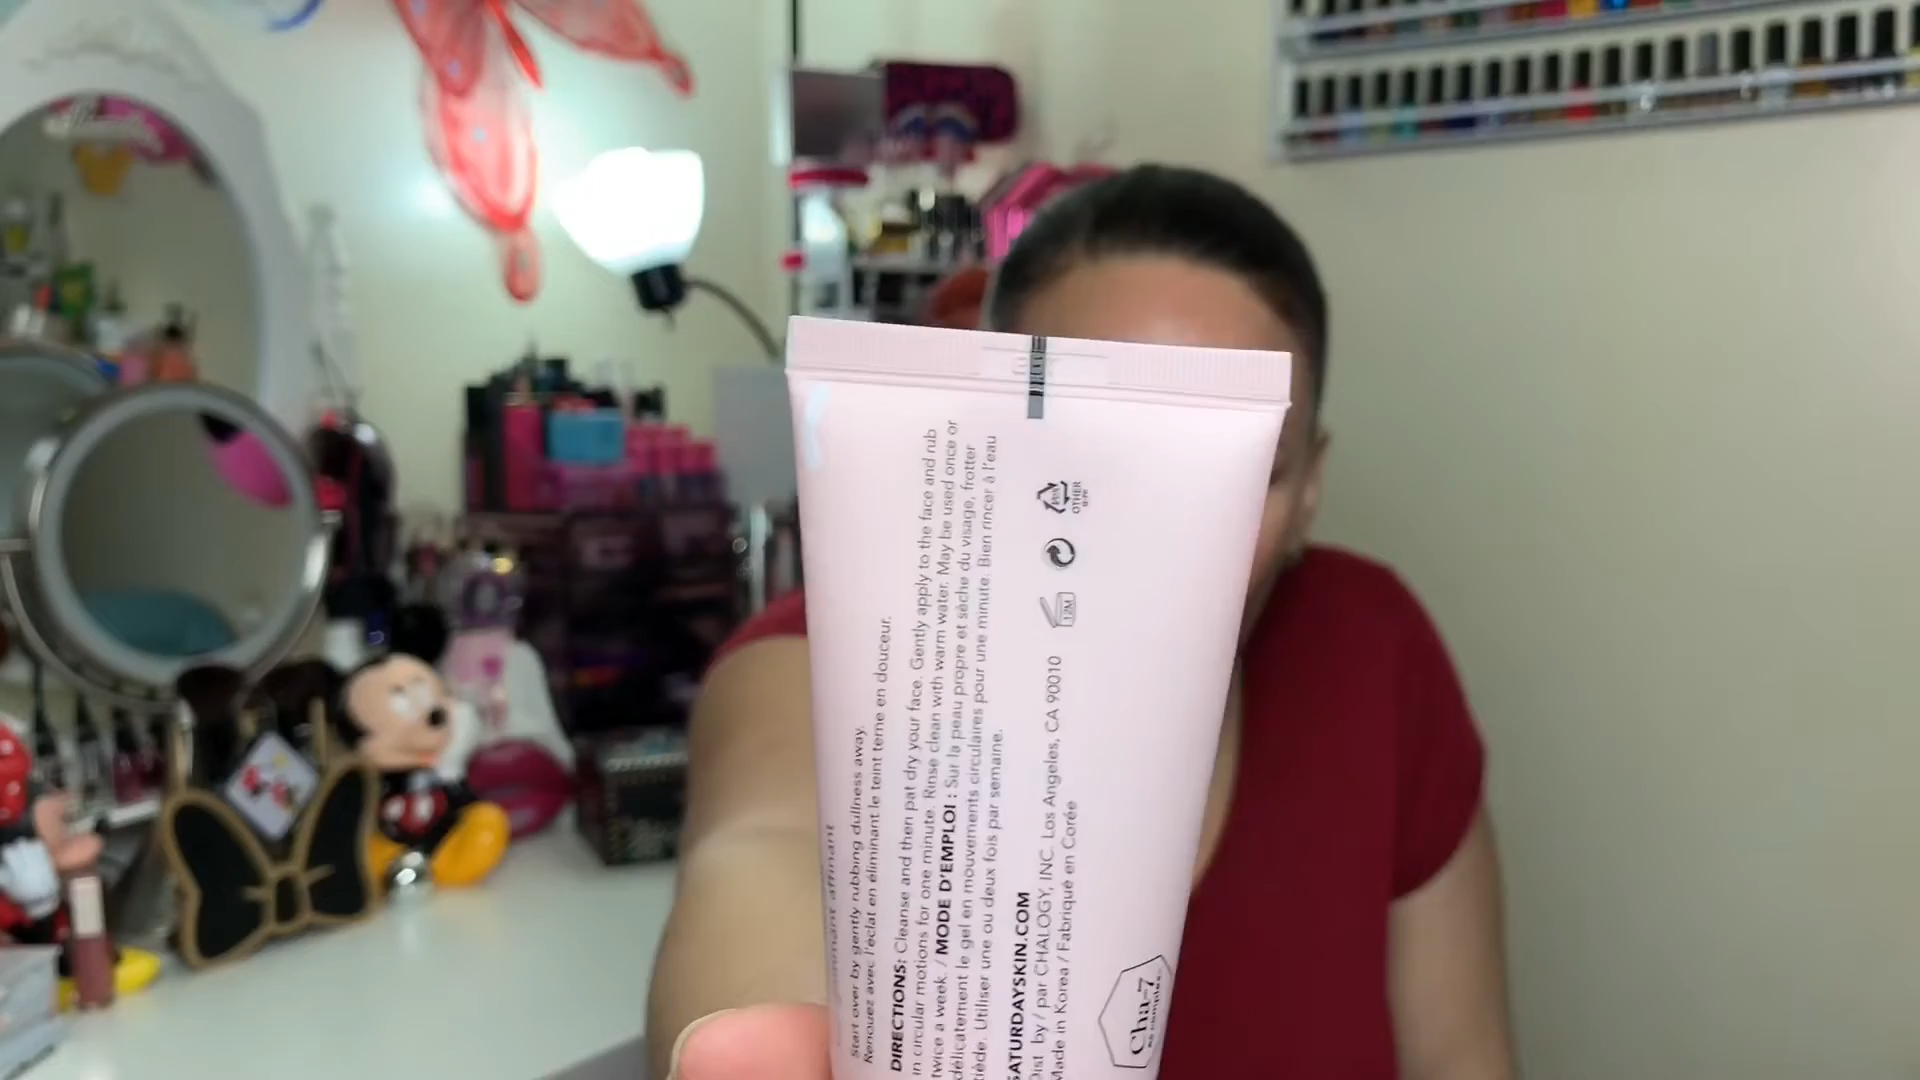 gommant affinant
Start over by gently rubbing dullness away.
Renouez avec l'éclat en éliminant le teint terne en douceur.
DIRECTIONS: Cleanse and then pat dry your face. Gently apply to the face and rub
in circular motions for one minute. Rinse clean with warm water. May be used once or
twice a week. / MODE D'EMPLOI : Sur la peau propre et sèche du visage, frotter
délicatement le gel en mouvements circulaires pour une minute. Bien rincer à l'eau
tiède. Utiliser une ou deux fois par semaine.
SATURDAYSKIN.COM
Dist by / par CHALOGY, INC. Los Angeles, CA 90010
Made in Korea / Fabriqué en Corée
12M
OTHER
Cha-7